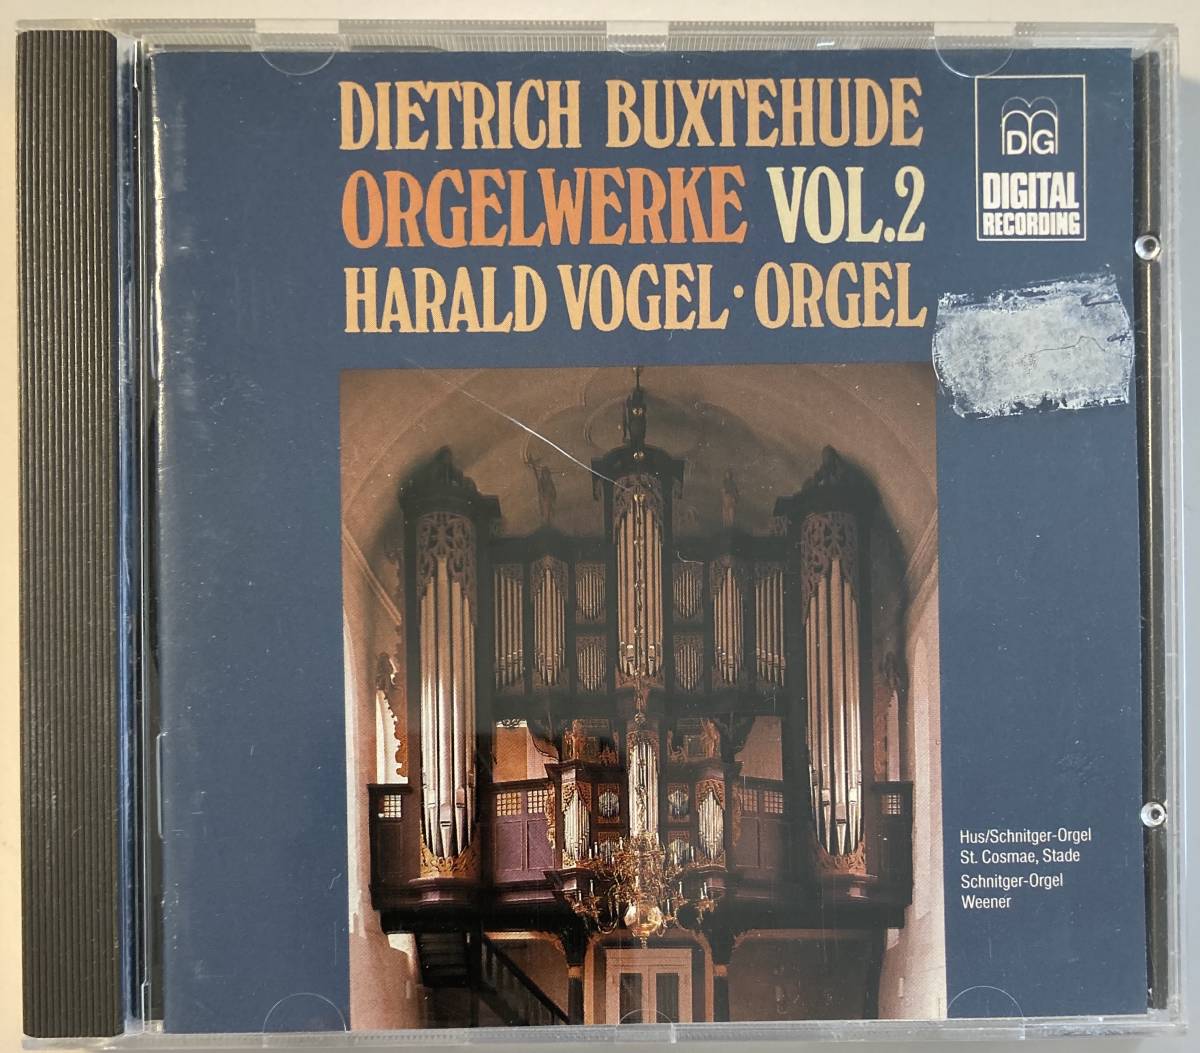 DIETRICH BUXTEHUDE
ORGELWERKE VOL.2
HARALD VOGEL · ORGEL
DG
DIGITAL
RECORDING
Hus/Schnitger-Orgel
St. Cosmae, Stade
Schnitger-Orgel
Weener